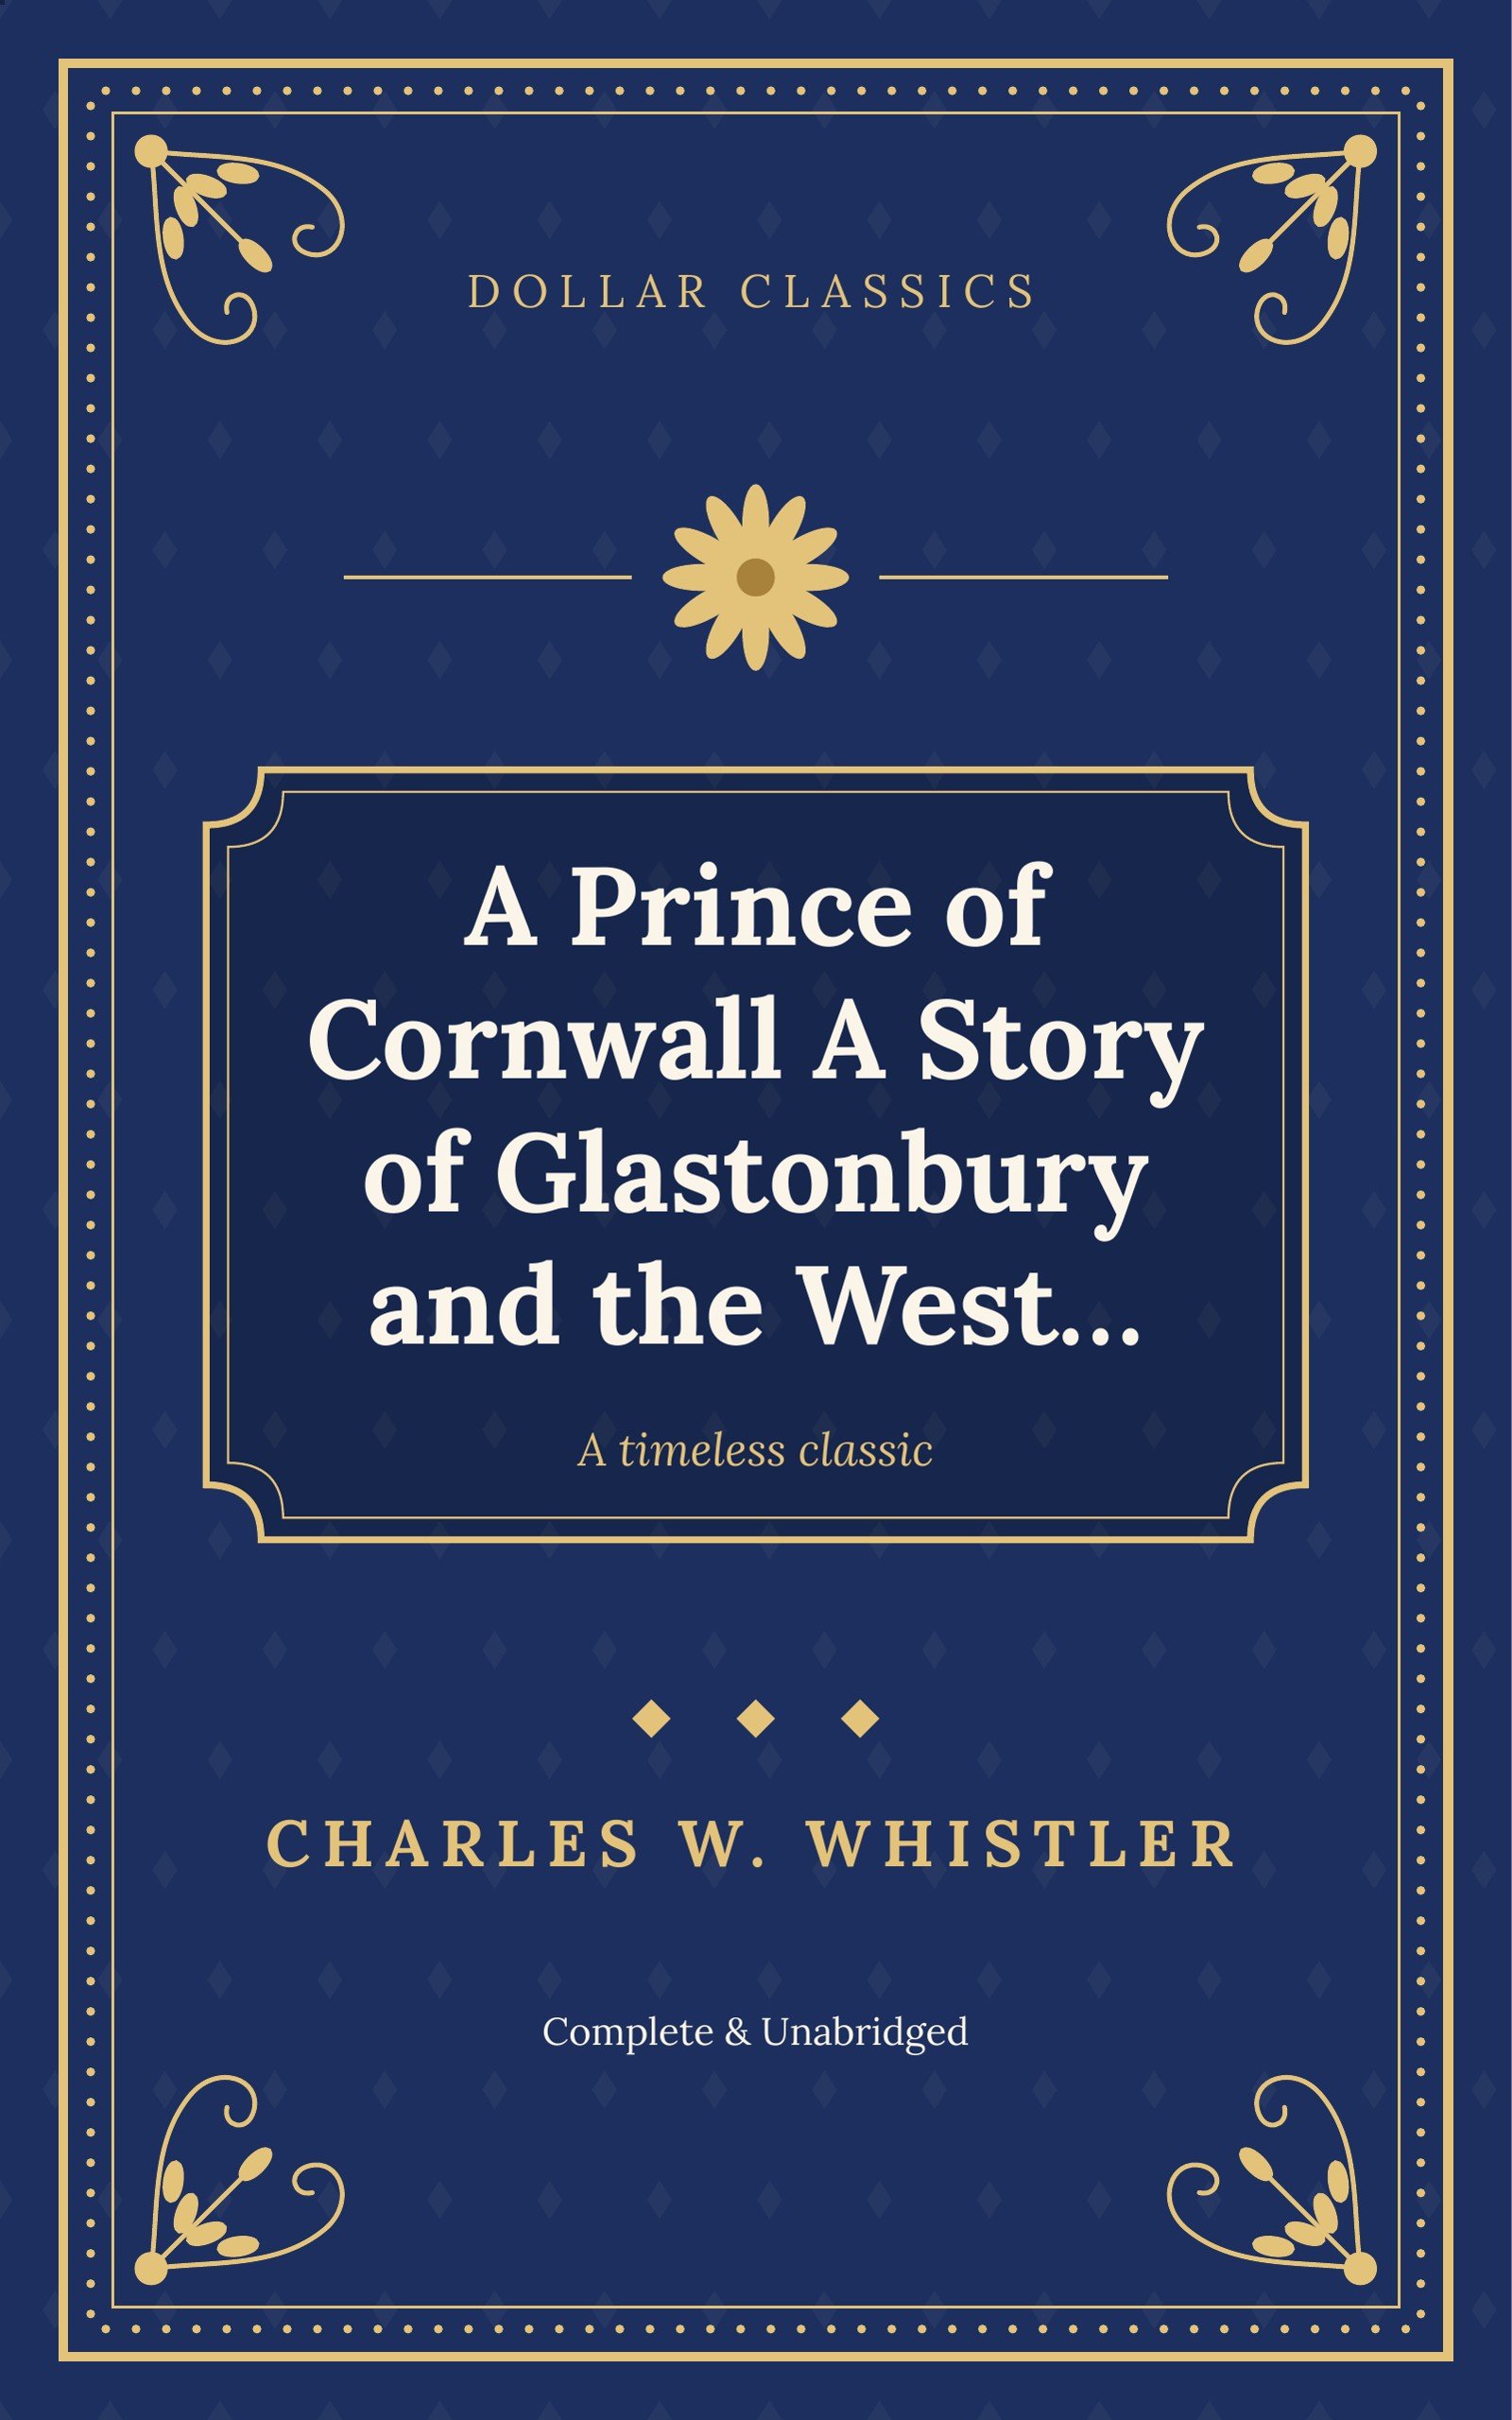 DOLLAR CLASSICS
A Prince of
Cornwall A Story
of Glastonbury
and the West...
A timeless classic
CHARLES W. WHISTLER
Complete & Unabridged